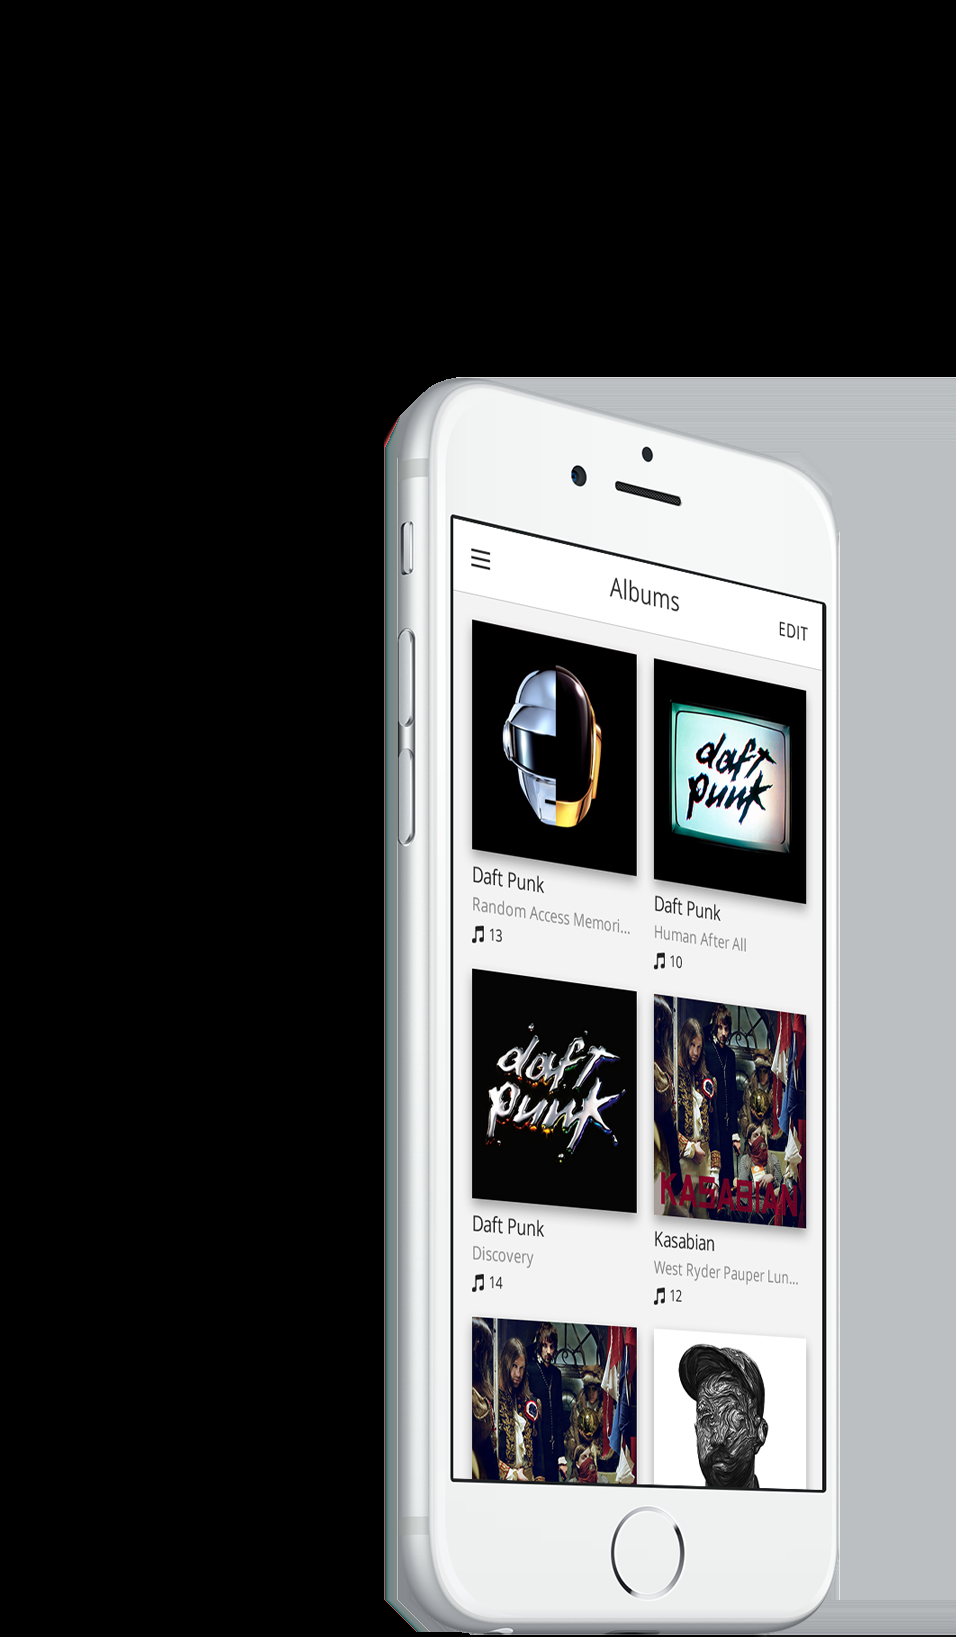 Albums
EDIT
daft
punk
Daft Punk
Random Access Memori...
13
Daft Punk
Human After All
10
daft
punk
KASABIAN
Daft Punk
Discovery
14
Kasabian
West Ryder Pauper Lun...
12